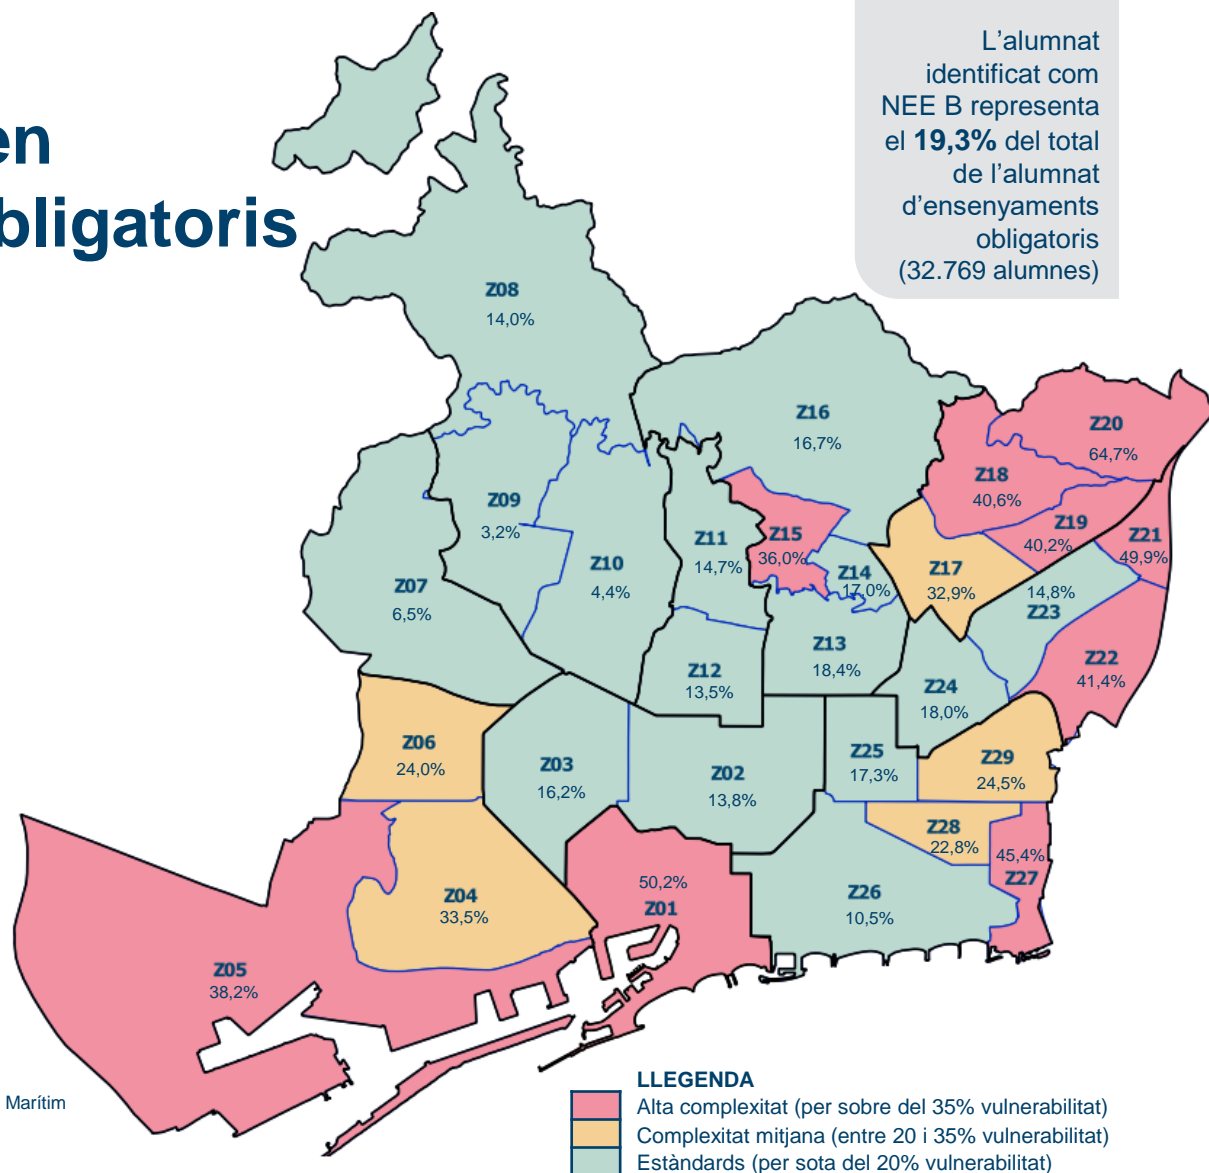 en
bligatoris
L’alumnat
identificat com
NEE B representa
el 19,3% del total
de l’alumnat
d’ensenyaments
obligatoris
(32.769 alumnes)
Z08
14,0%
Z16
16,7%
Z20
64,7%
Z18
40,6%
Z09
3,2%
Z19
40,2%
Z21
49,9%
Z15
36,0%
Z11
14,7%
Z10
4,4%
Z14
17,0%
Z17
32,9%
Z07
6,5%
14,8%
Z23
Z13
18,4%
Z22
41,4%
Z12
13,5%
Z24
18,0%
Z06
24,0%
Z03
16,2%
Z02
13,8%
Z25
17,3%
Z29
24,5%
Z28
22,8%
45,4%
Z27
50,2%
Z01
Z04
33,5%
Z26
10,5%
Z05
38,2%
Marítim
LLEGENDA
Alta complexitat (per sobre del 35% vulnerabilitat)
Complexitat mitjana (entre 20 i 35% vulnerabilitat)
Estàndards (per sota del 20% vulnerabilitat)